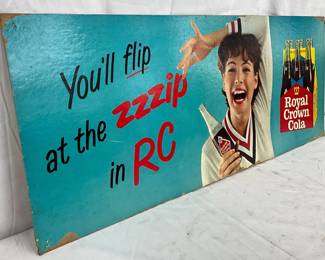 You'll flip
at the zzzip
in RC
Royal
Crown
Cola